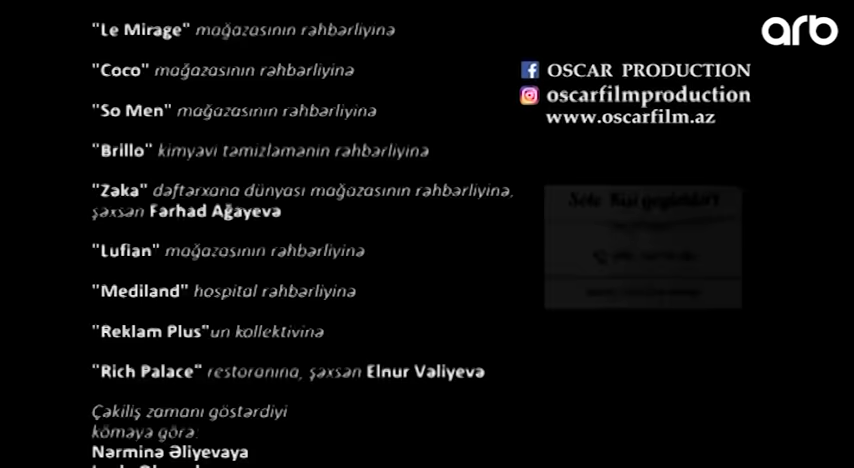 arb
"Le Mirage" mağazasının rəhbərliyinə
"Coco" mağazasının rəhbərliyinə
"So Men" mağazasının rəhbərliyinə
"Brillo" kimyəvi təmizləmənin rəhbərliyinə
"Zəka" dəftərxana dünyası mağazasının rəhbərliyinə,
şəxsən Fərhad Ağayevə
"Lufian" mağazasının rəhbərliyinə
"Mediland" hospital rəhbərliyinə
"Reklam Plus"un kollektivinə
"Rich Palace" restoranına, şəxsən Elnur Vəliyevə
Çəkiliş zamanı göstərdiyi
köməyə görə:
Nərminə Əliyevaya
OSCAR PRODUCTION
oscarfilmproduction
www.oscarfilm.az